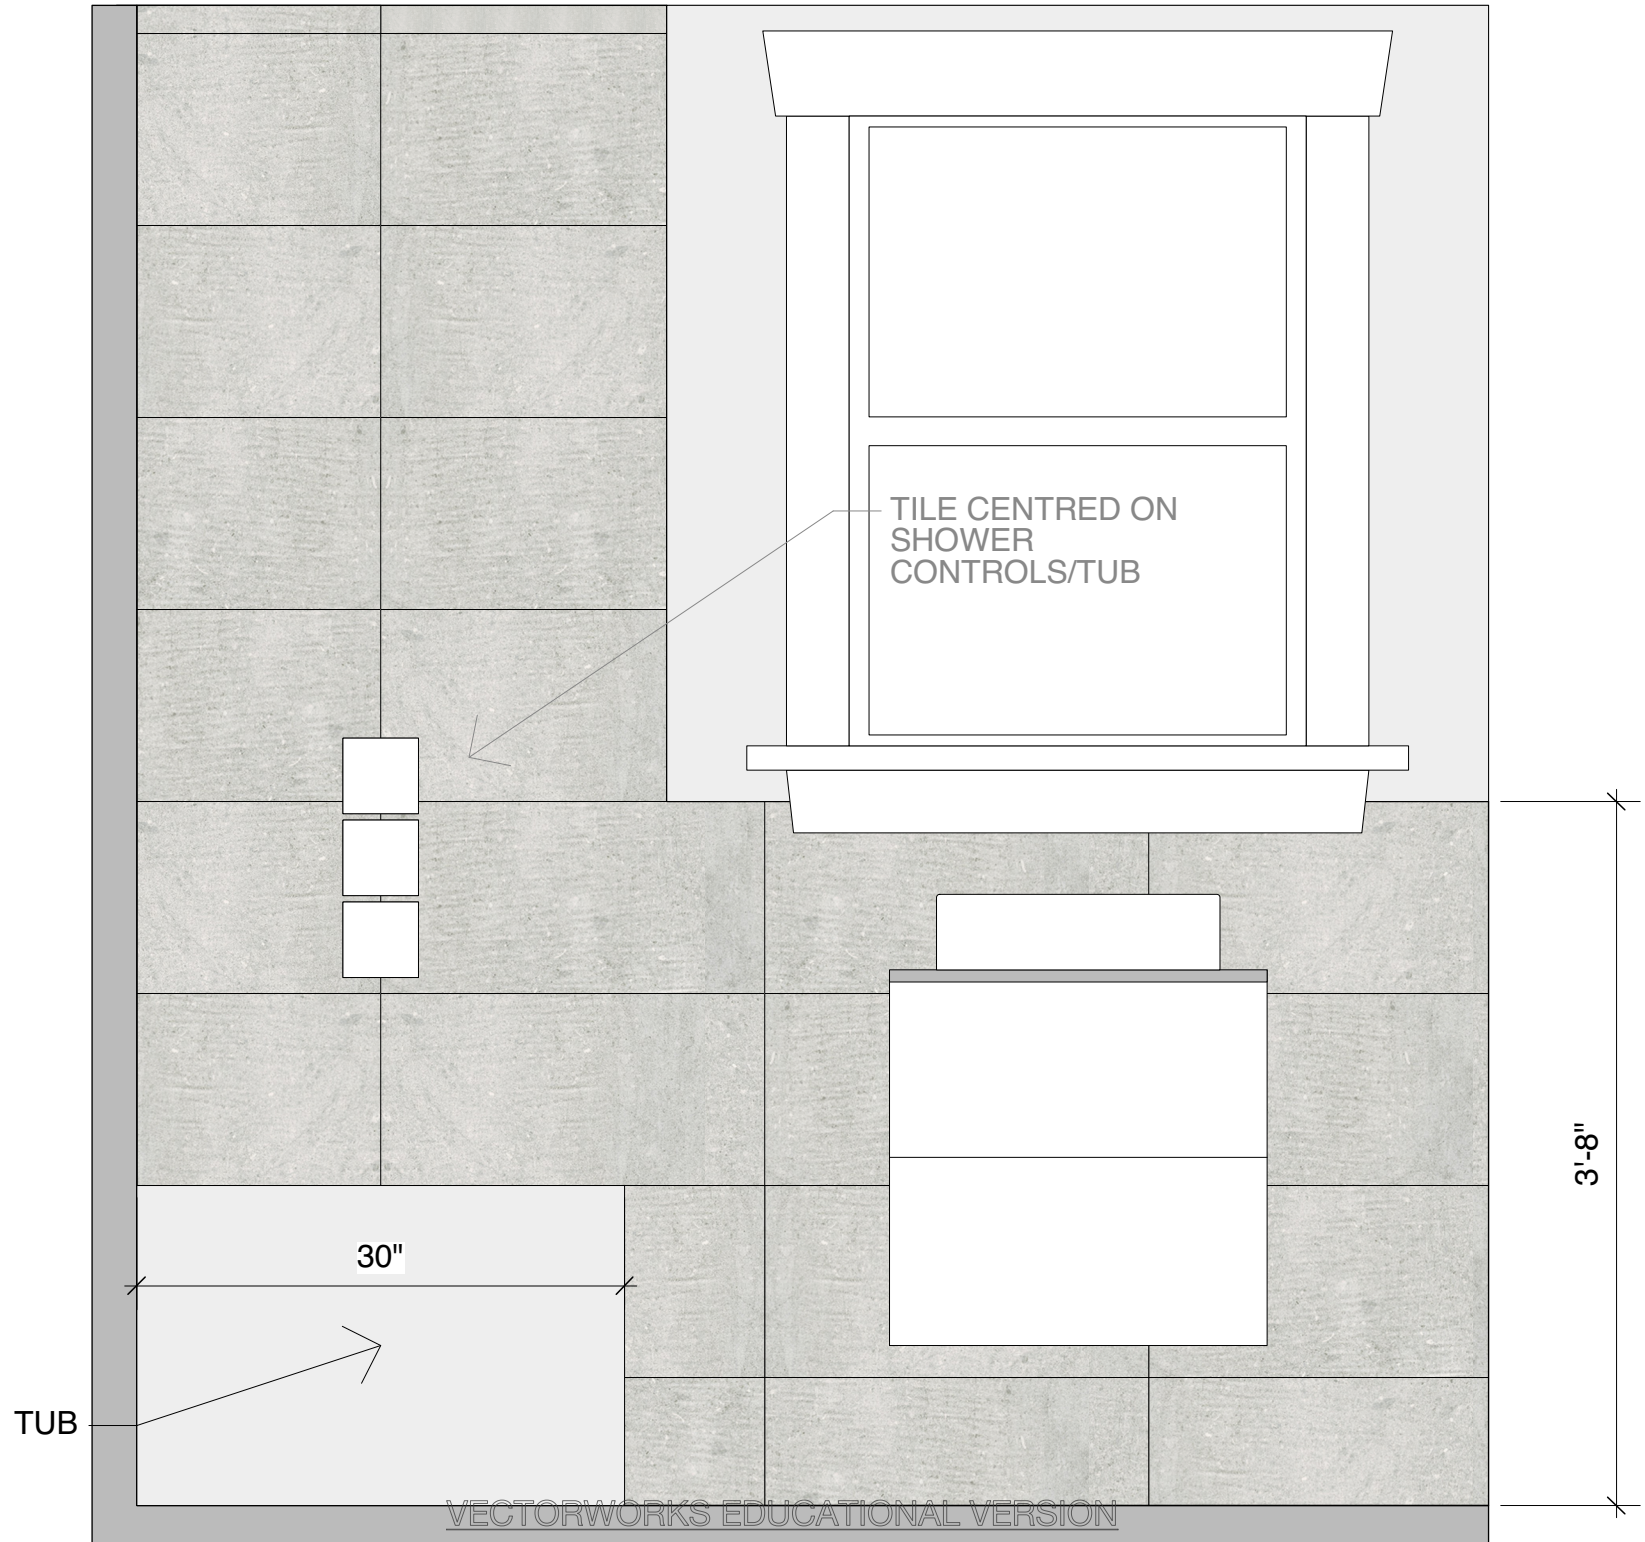 TILE CENTRED ON
SHOWER
CONTROLS/TUB
3'-8"
30"
TUB
VECTORWORKS EDUCATIONAL VERSION